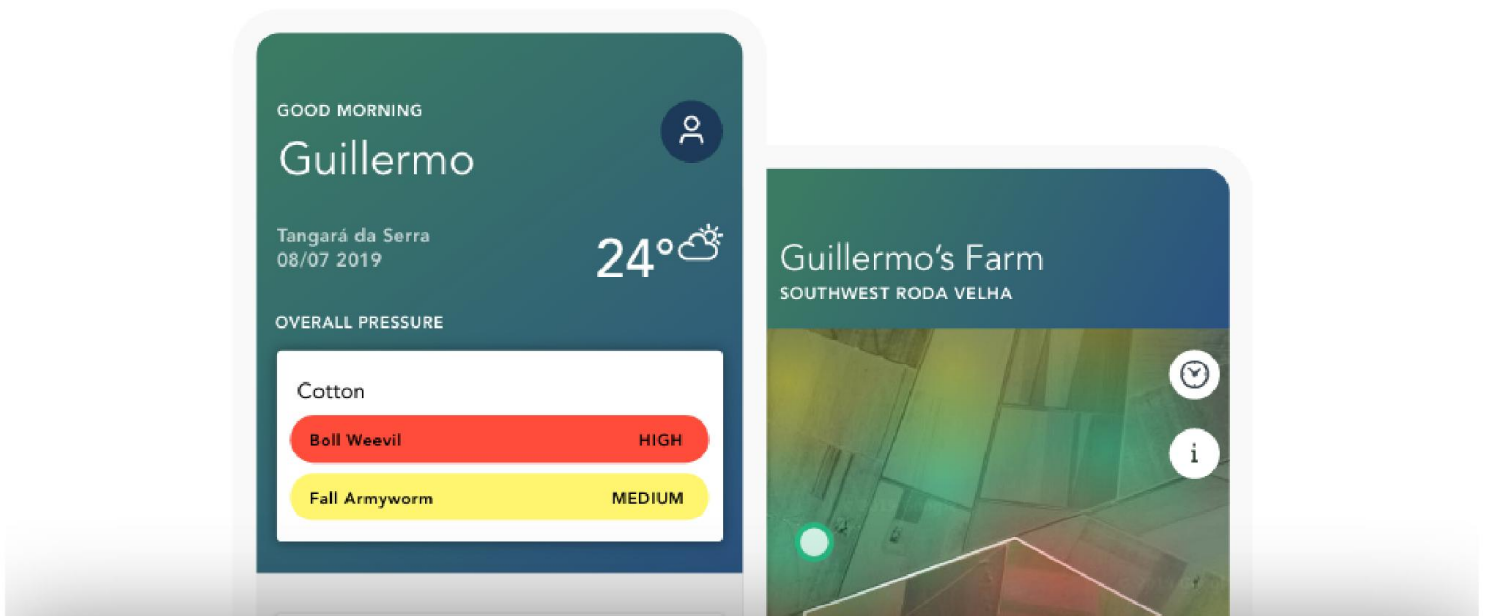 GOOD MORNING
Guillermo
Tangará da Serra
08/07 2019
24°
OVERALL PRESSURE
Cotton
Boll Weevil HIGH
Fall Armyworm MEDIUM
Guillermo’s Farm
SOUTHWEST RODA VELHA
i